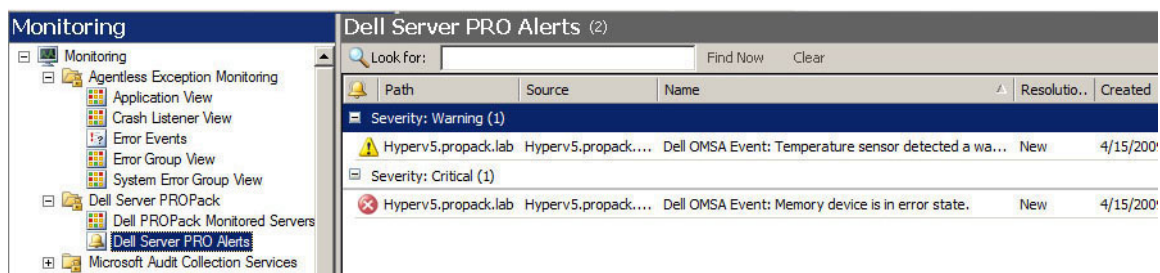 Monitoring
Monitoring
Agentless Exception Monitoring
Application View
Crash Listener View
Error Events
Error Group View
System Error Group View
Dell Server PROPack
Dell PROPack Monitored Servers
Dell Server PRO Alerts
Microsoft Audit Collection Services
Dell Server PRO Alerts (2)
Look for: Find Now Clear
Path Source Name Resolutio.. Created
Severity: Warning (1)
Hyperv5.propack.lab Hyperv5.propack.... Dell OMSA Event: Temperature sensor detected a wa... New 4/15/2009
Severity: Critical (1)
Hyperv5.propack.lab Hyperv5.propack.... Dell OMSA Event: Memory device is in error state. New 4/15/2009